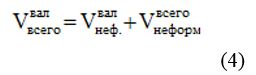 V вал всего = V вал неф. + V всего неформ
(4)